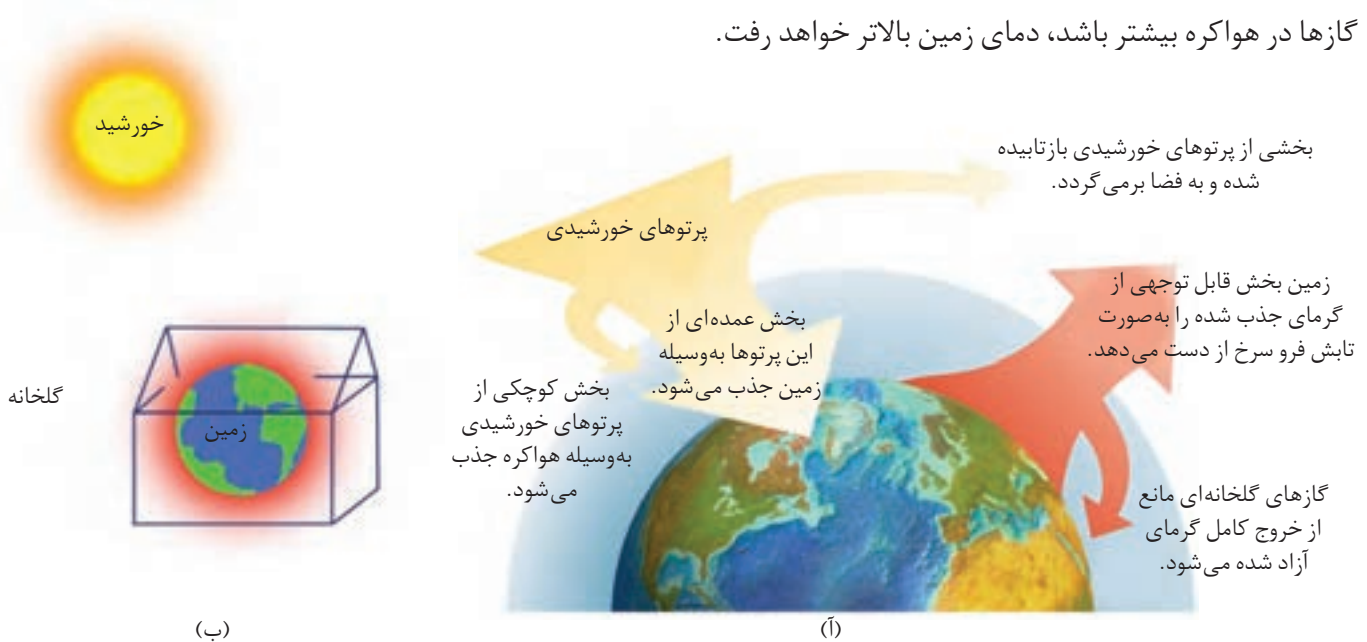 گازها در هواکره بیشتر باشد، دمای زمین بالاتر خواهد رفت.
بخشی از پرتوهای خورشیدی بازتابیده
شده و به فضا برمی‌گردد.
پرتوهای خورشیدی
زمین بخش قابل توجهی از
گرمای جذب شده را به‌صورت
تابش فرو سرخ از دست می‌دهد.
بخش عمده‌ای از
این پرتوها به‌وسیله
زمین جذب می‌شود.
بخش کوچکی از
پرتوهای خورشیدی
به‌وسیله هواکره جذب
می‌شود.
گازهای گلخانه‌ای مانع
از خروج کامل گرمای
آزاد شده می‌شود.
(آ)
خورشید
زمین
گلخانه
(ب)